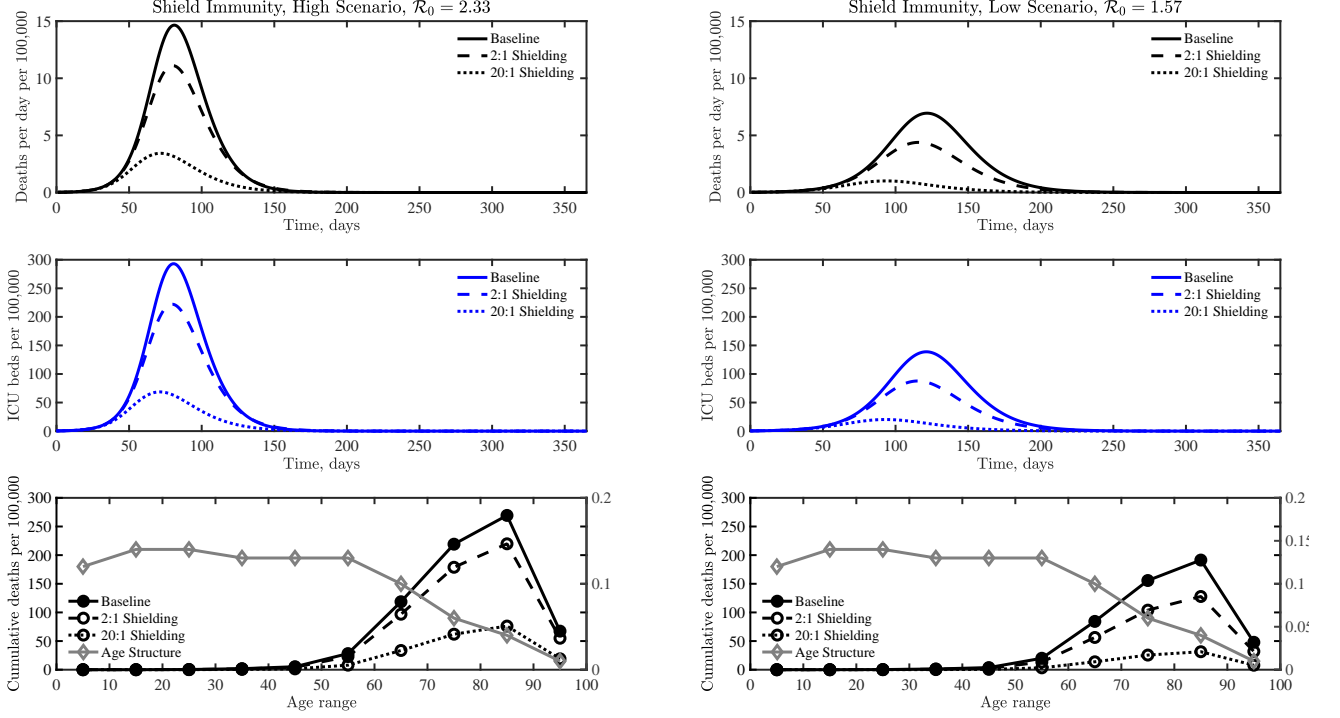 Shield Immunity, High Scenario, R₀ = 2.33
Deaths per day per 100,000
15
10
5
0
Baseline
2:1 Shielding
20:1 Shielding
0 50 100 150 200 250 300 350
Time, days
ICU beds per 100,000
300
250
200
150
100
50
0
Baseline
2:1 Shielding
20:1 Shielding
0 50 100 150 200 250 300 350
Time, days
Cumulative deaths per 100,000
300
250
200
150
100
50
0
Baseline
2:1 Shielding
20:1 Shielding
Age Structure
0.2
0.1
0
0 10 20 30 40 50 60 70 80 90 100
Age range
Shield Immunity, Low Scenario, R₀ = 1.57
Deaths per day per 100,000
15
10
5
0
Baseline
2:1 Shielding
20:1 Shielding
0 50 100 150 200 250 300 350
Time, days
ICU beds per 100,000
300
250
200
150
100
50
0
Baseline
2:1 Shielding
20:1 Shielding
0 50 100 150 200 250 300 350
Time, days
Cumulative deaths per 100,000
300
250
200
150
100
50
0
Baseline
2:1 Shielding
20:1 Shielding
Age Structure
0.2
0.15
0.1
0.05
0
0 10 20 30 40 50 60 70 80 90 100
Age range